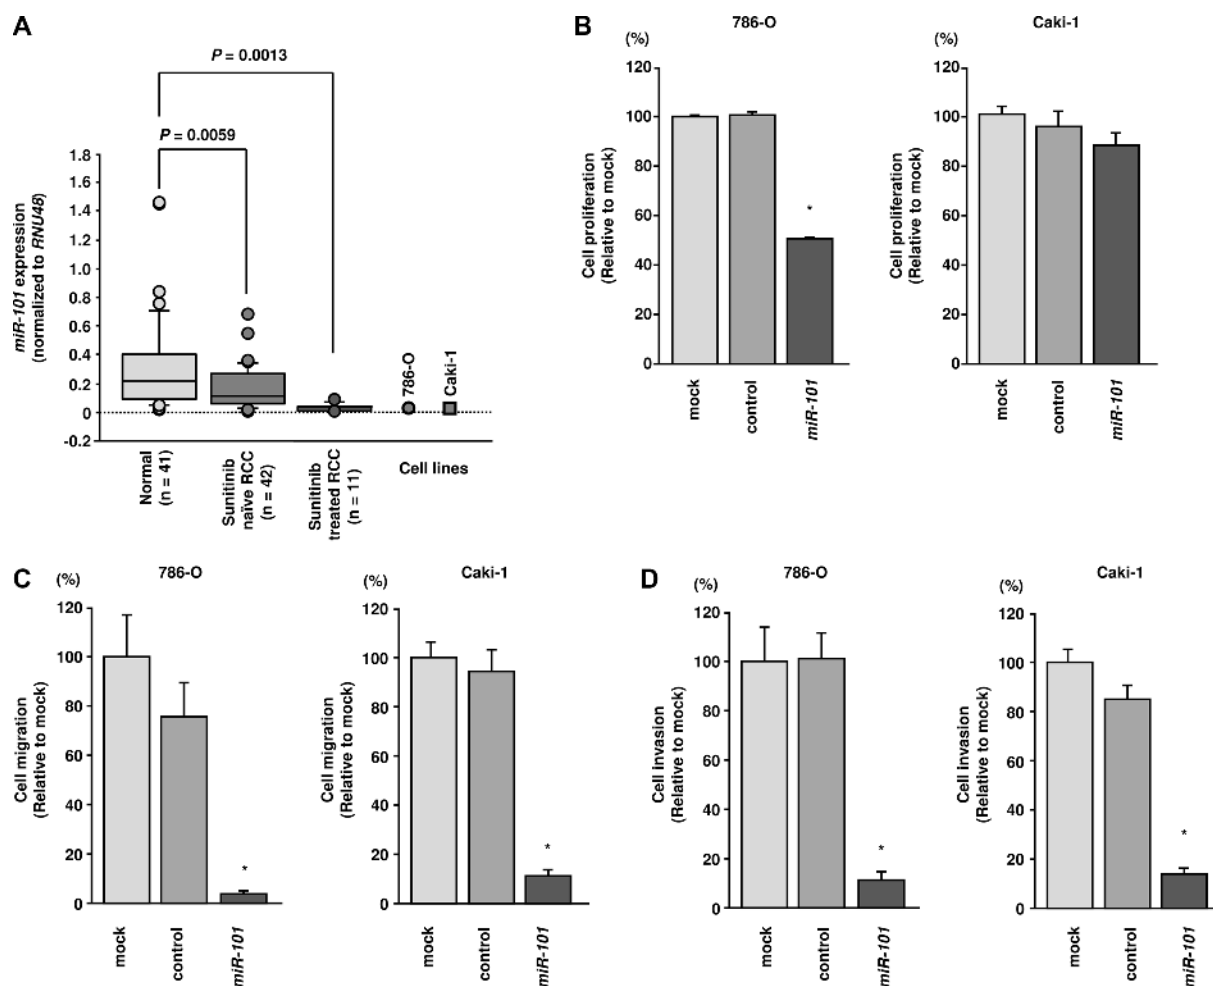 A
P = 0.0013
P = 0.0059
miR-101 expression
(normalized to RNU48)
1.8
1.6
1.4
1.2
1.0
0.8
0.6
0.4
0.2
0
-0.2
786-O
Caki-1
Normal
(n = 41)
Sunitinib
naïve RCC
(n = 42)
Sunitinib
treated RCC
(n = 11)
Cell lines
B
786-O
(%)
Cell proliferation
(Relative to mock)
120
100
80
60
40
20
0
*
mock
control
miR-101
Caki-1
(%)
Cell proliferation
(Relative to mock)
120
100
80
60
40
20
0
mock
control
miR-101
C
786-O
(%)
Cell migration
(Relative to mock)
120
100
80
60
40
20
0
*
mock
control
miR-101
Caki-1
(%)
Cell migration
(Relative to mock)
120
100
80
60
40
20
0
*
mock
control
miR-101
D
786-O
(%)
Cell invasion
(Relative to mock)
120
100
80
60
40
20
0
*
mock
control
miR-101
Caki-1
(%)
Cell invasion
(Relative to mock)
120
100
80
60
40
20
0
*
mock
control
miR-101